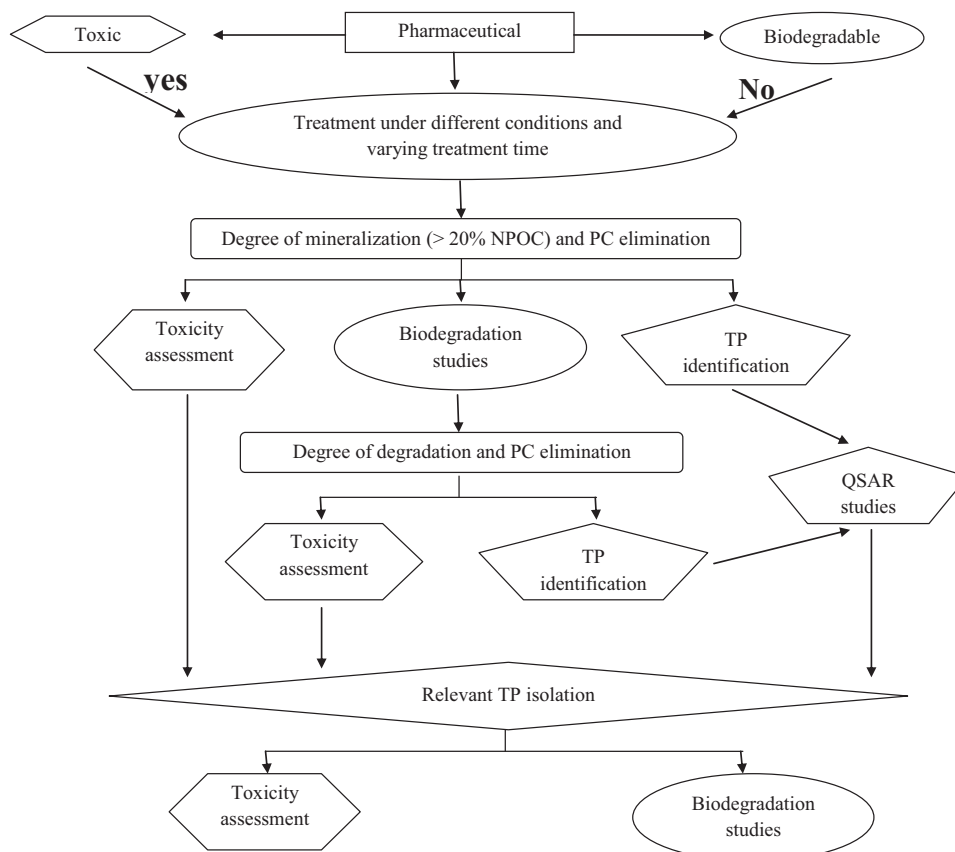 Toxic
Pharmaceutical
Biodegradable
yes
No
Treatment under different conditions and
varying treatment time
Degree of mineralization (> 20% NPOC) and PC elimination
Toxicity
assessment
Biodegradation
studies
TP
identification
Degree of degradation and PC elimination
QSAR
studies
Toxicity
assessment
TP
identification
Relevant TP isolation
Toxicity
assessment
Biodegradation
studies